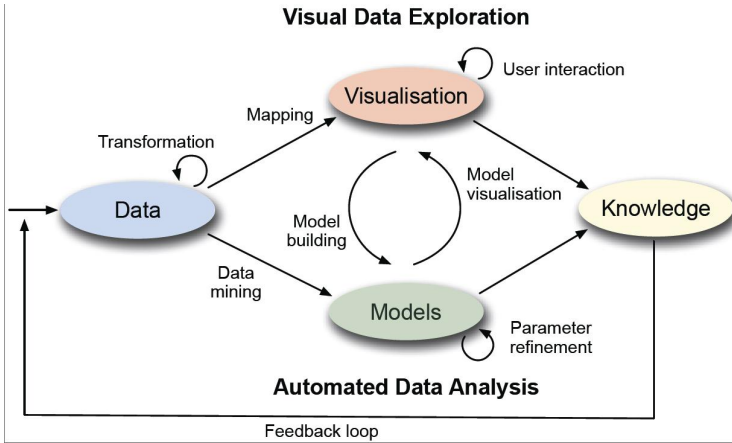 Visual Data Exploration
User interaction
Visualisation
Mapping
Transformation
Model
visualisation
Data
Knowledge
Model
building
Data
mining
Models
Parameter
refinement
Automated Data Analysis
Feedback loop